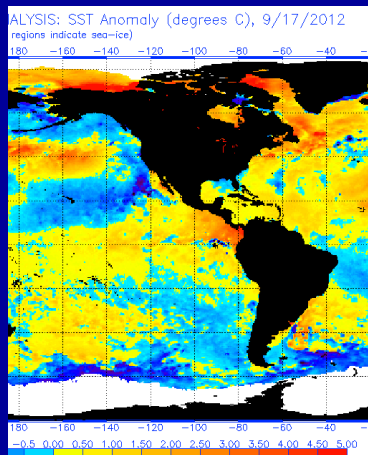 ALYSIS: SST Anomaly (degrees C), 9/17/2012
regions indicate sea-ice)
180 -160 -140 -120 -100 -80 -60 -40
180 -160 -140 -120 -100 -80 -60 -40
-0.5 0.00 0.50 1.00 1.50 2.00 2.50 3.00 3.50 4.00 4.50 5.00